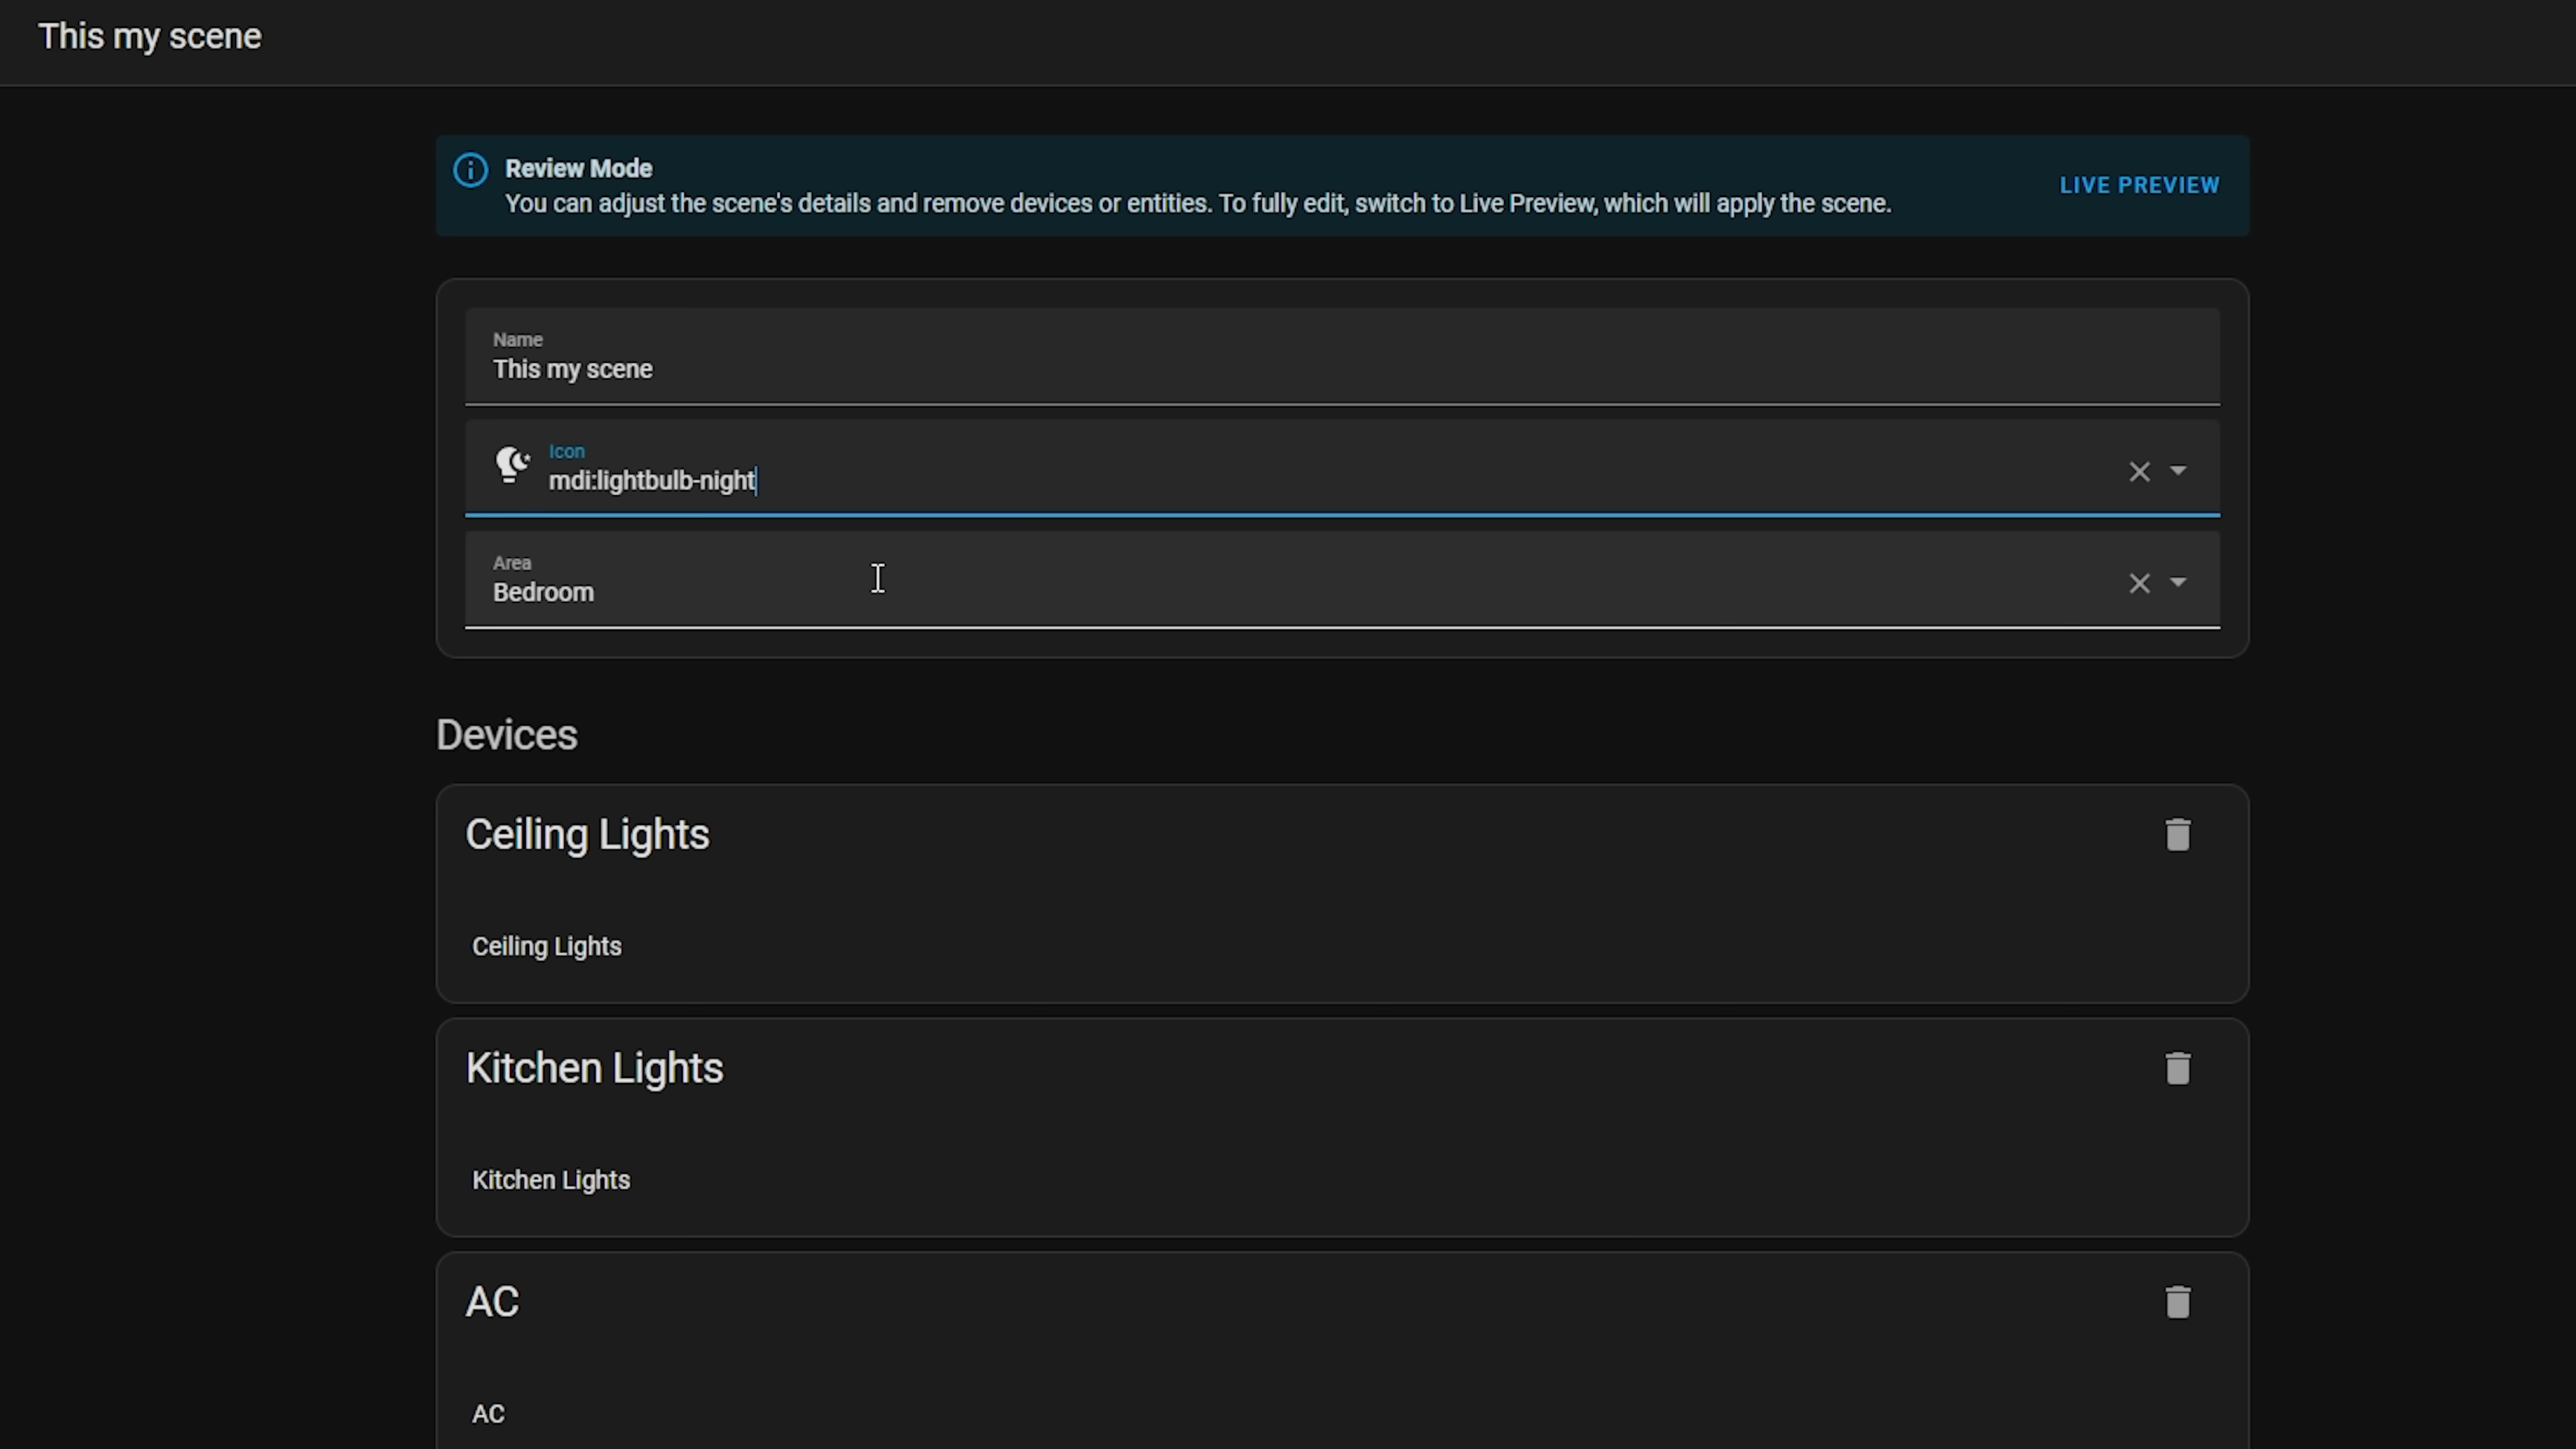 This my scene
Review Mode
You can adjust the scene's details and remove devices or entities. To fully edit, switch to Live Preview, which will apply the scene.
LIVE PREVIEW
Name
This my scene
Icon
mdi:lightbulb-night
Area
Bedroom
Devices
Ceiling Lights
Ceiling Lights
Kitchen Lights
Kitchen Lights
AC
AC